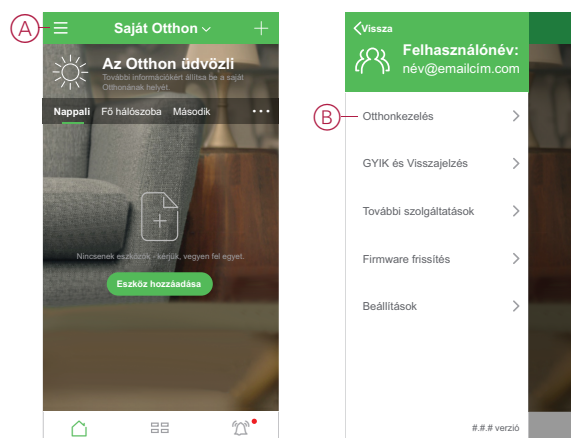 A
Saját Otthon
Az Otthon üdvözli
További információkért állítsa be a saját
Otthonának helyét.
Nappali Fő hálószoba Második
Nincsenek eszközök - kérjük, vegyen fel egyet.
Eszköz hozzáadása
Vissza
Felhasználónév:
név@emailcím.com
B
Otthonkezelés
GYIK és Visszajelzés
További szolgáltatások
Firmware frissítés
Beállítások
#.#.# verzió